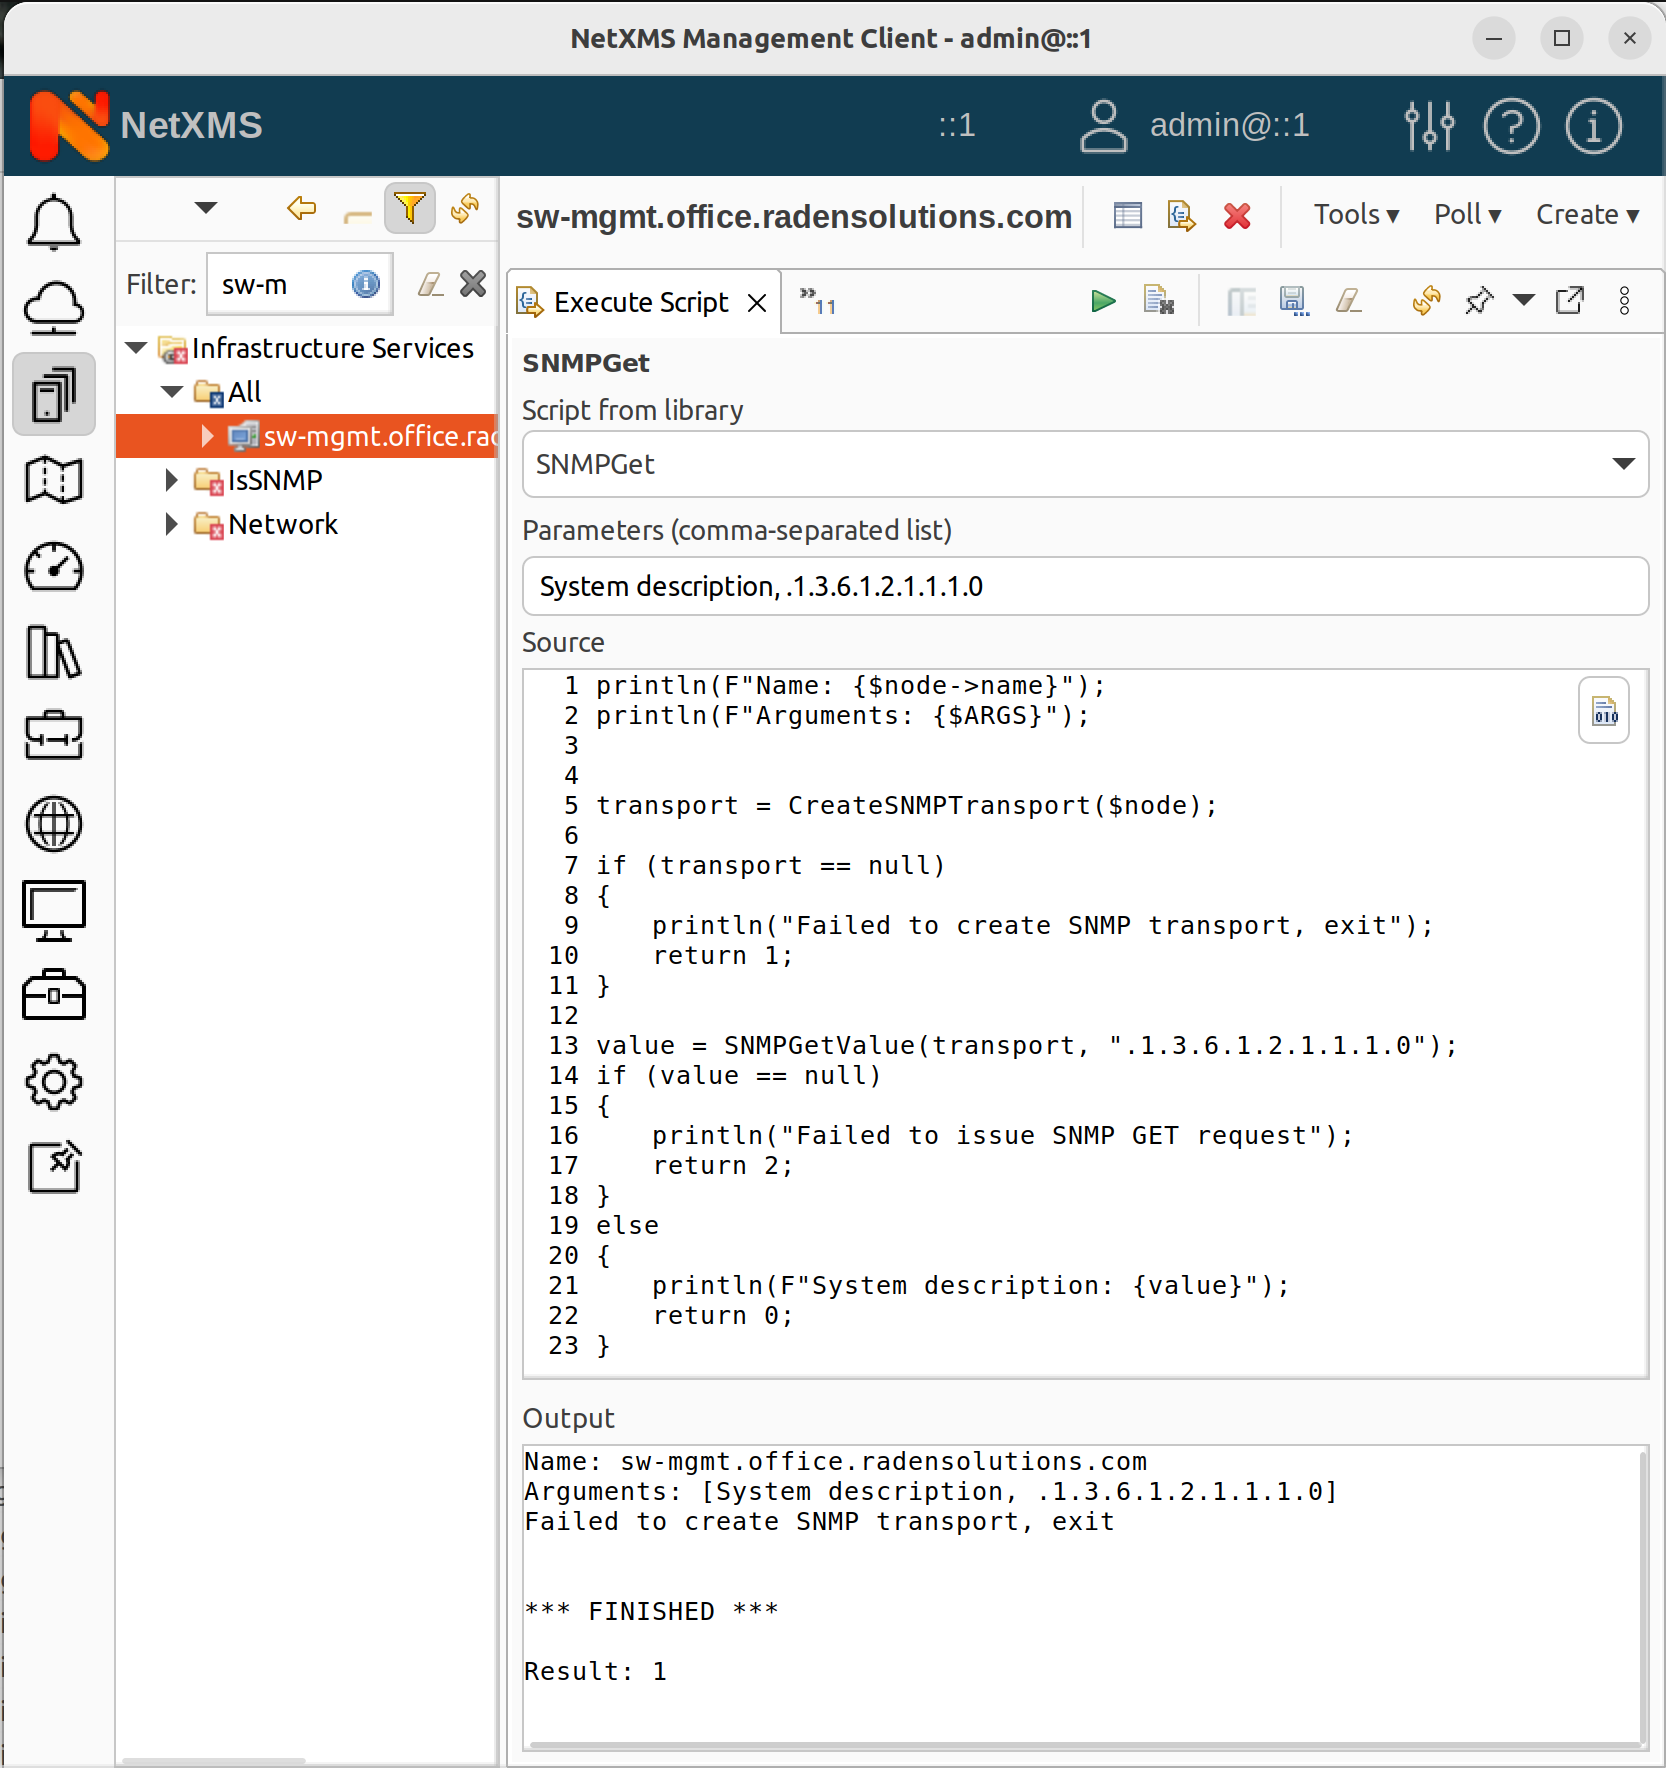 NetXMS Management Client - admin@::1
NetXMS
::1
admin@::1
sw-mgmt.office.radensolutions.com
Tools
Poll
Create
Filter:
sw-m
Execute Script
11
Infrastructure Services
All
sw-mgmt.office.rad
IsSNMP
Network
SNMPGet
Script from library
SNMPGet
Parameters (comma-separated list)
System description, .1.3.6.1.2.1.1.1.0
Source
1 println(F"Name: {$node->name}");
2 println(F"Arguments: {$ARGS}");
3
4
5 transport = CreateSNMPTransport($node);
6
7 if (transport == null)
8 {
9 println("Failed to create SNMP transport, exit");
10 return 1;
11 }
12
13 value = SNMPGetValue(transport, ".1.3.6.1.2.1.1.1.0");
14 if (value == null)
15 {
16 println("Failed to issue SNMP GET request");
17 return 2;
18 }
19 else
20 {
21 println(F"System description: {value}");
22 return 0;
23 }
010
Output
Name: sw-mgmt.office.radensolutions.com
Arguments: [System description, .1.3.6.1.2.1.1.1.0]
Failed to create SNMP transport, exit
*** FINISHED ***
Result: 1